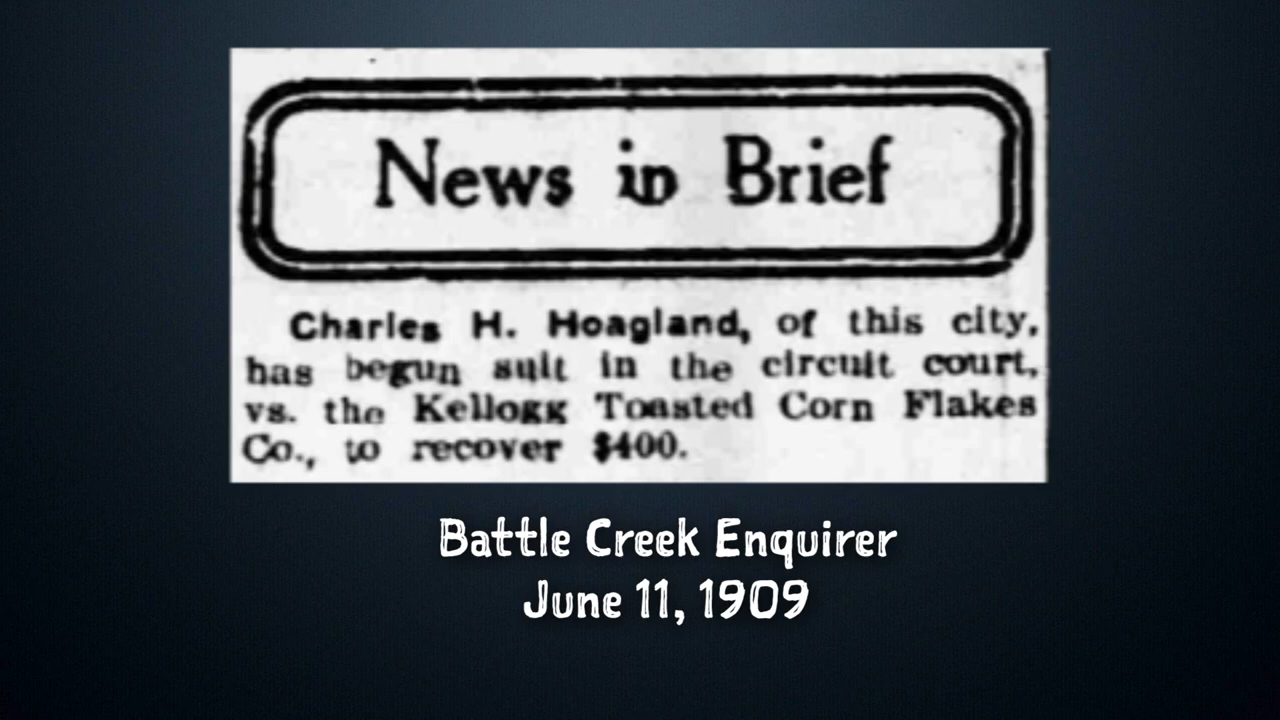 News in Brief
Charles H. Hoagland, of this city,
has begun suit in the circuit court,
vs. the Kellogg Toasted Corn Flakes
Co., to recover $400.
Battle Creek Enquirer
June 11, 1909